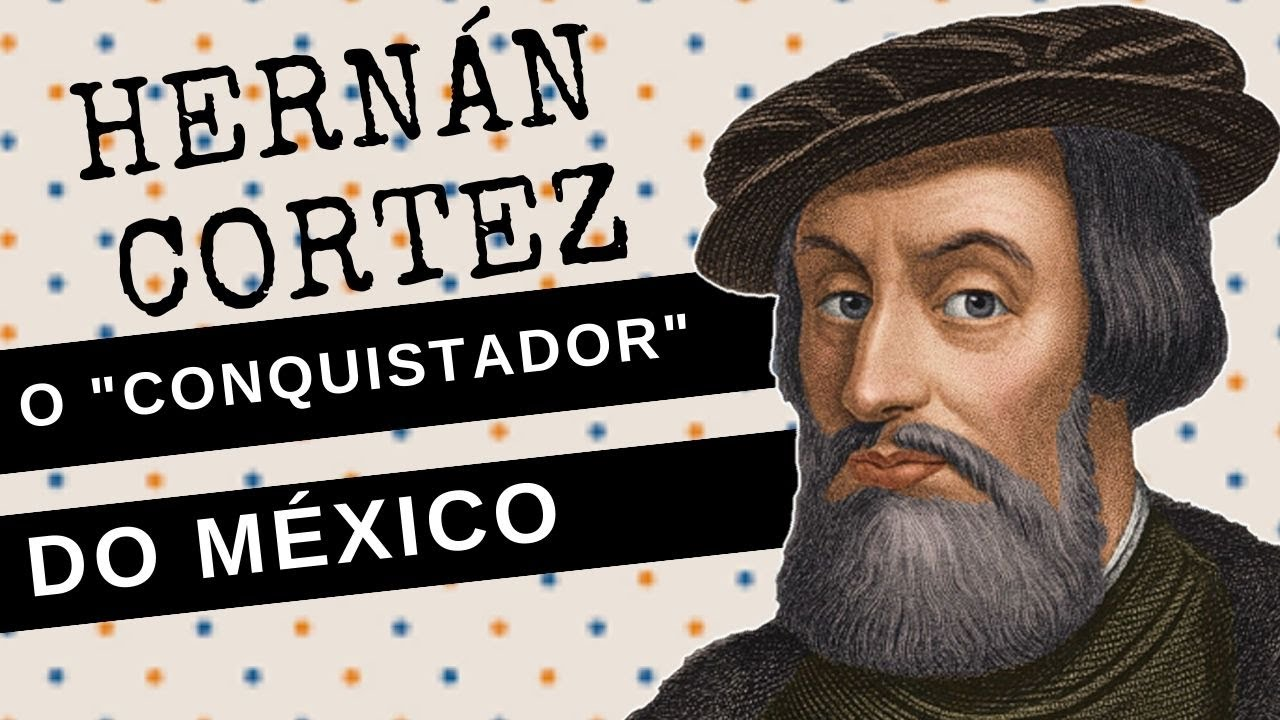 HERNÁN
CORTEZ
O "CONQUISTADOR"
DO MÉXICO